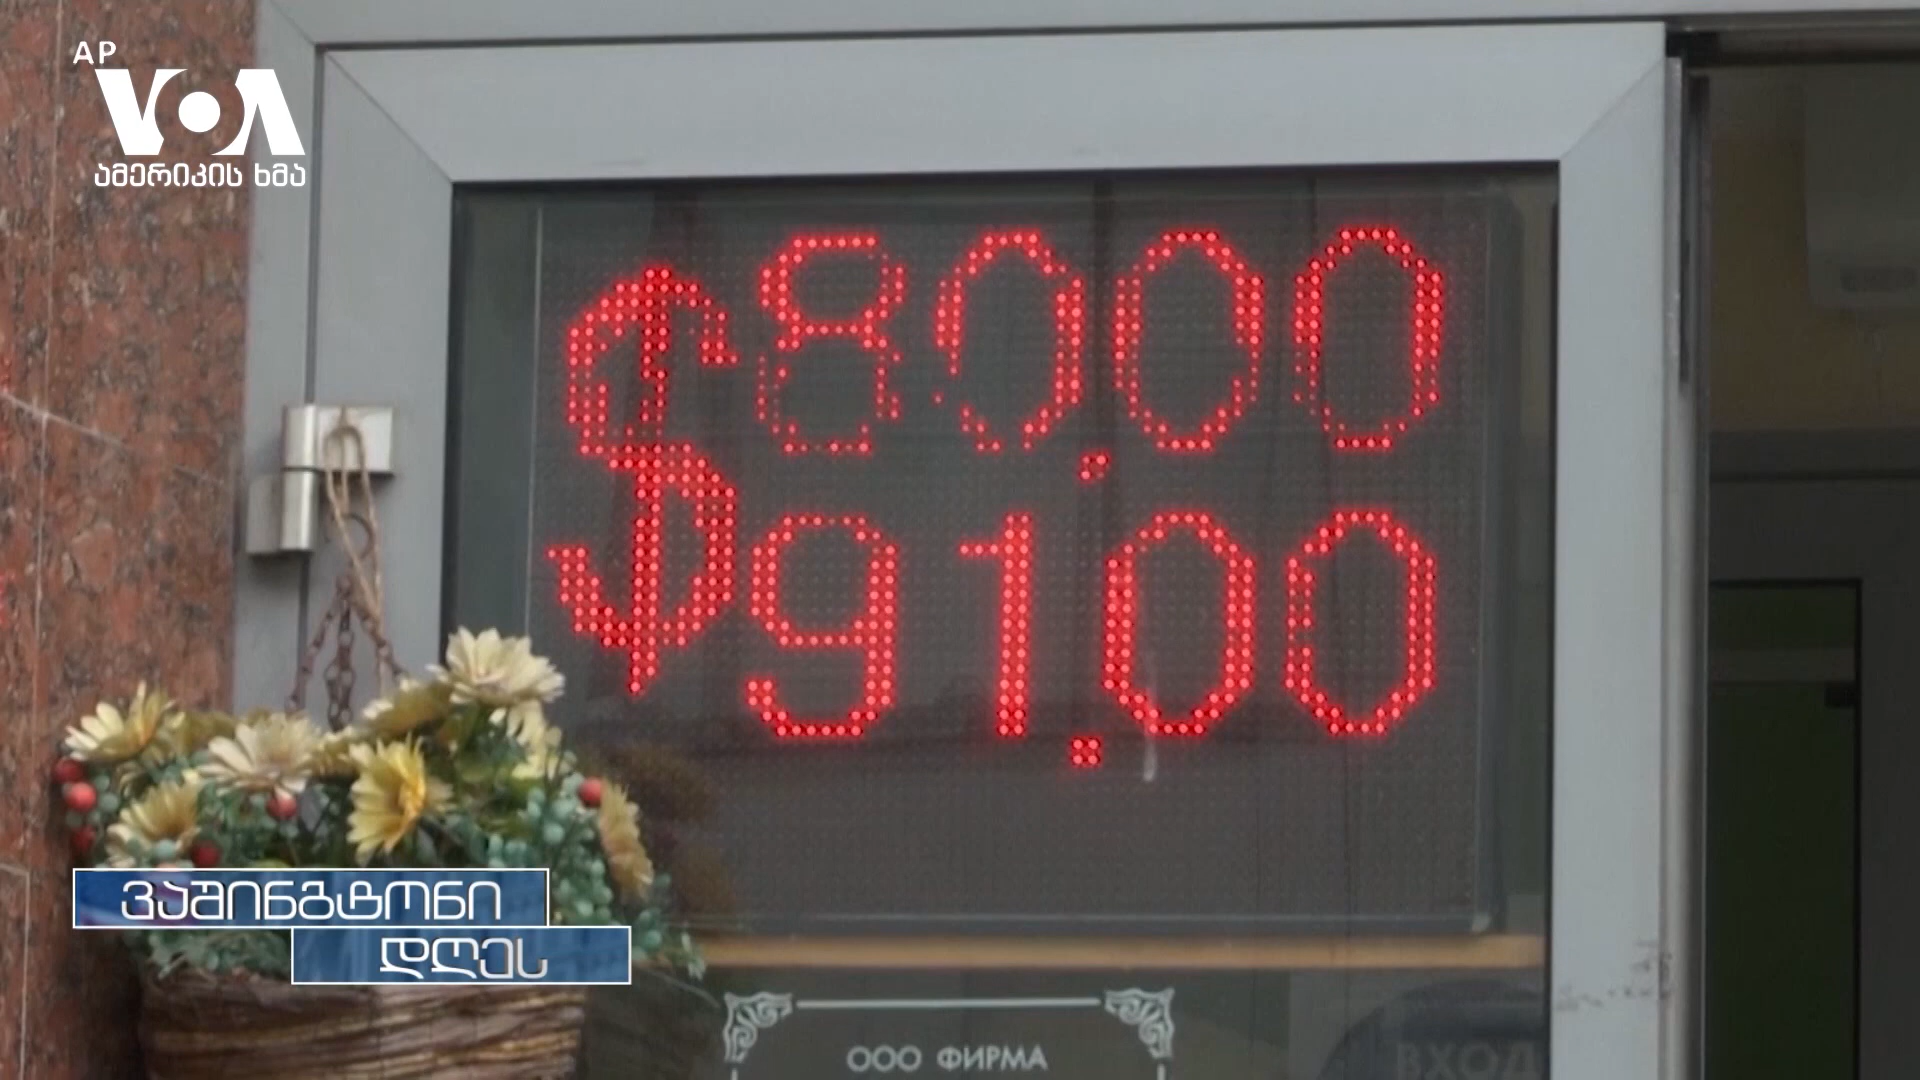 AP
VOA
ამერიკის ხმა
$ 80.00
91.00
ვაშინგტონი
დღეს
ООО ФИРМА
ВХОД